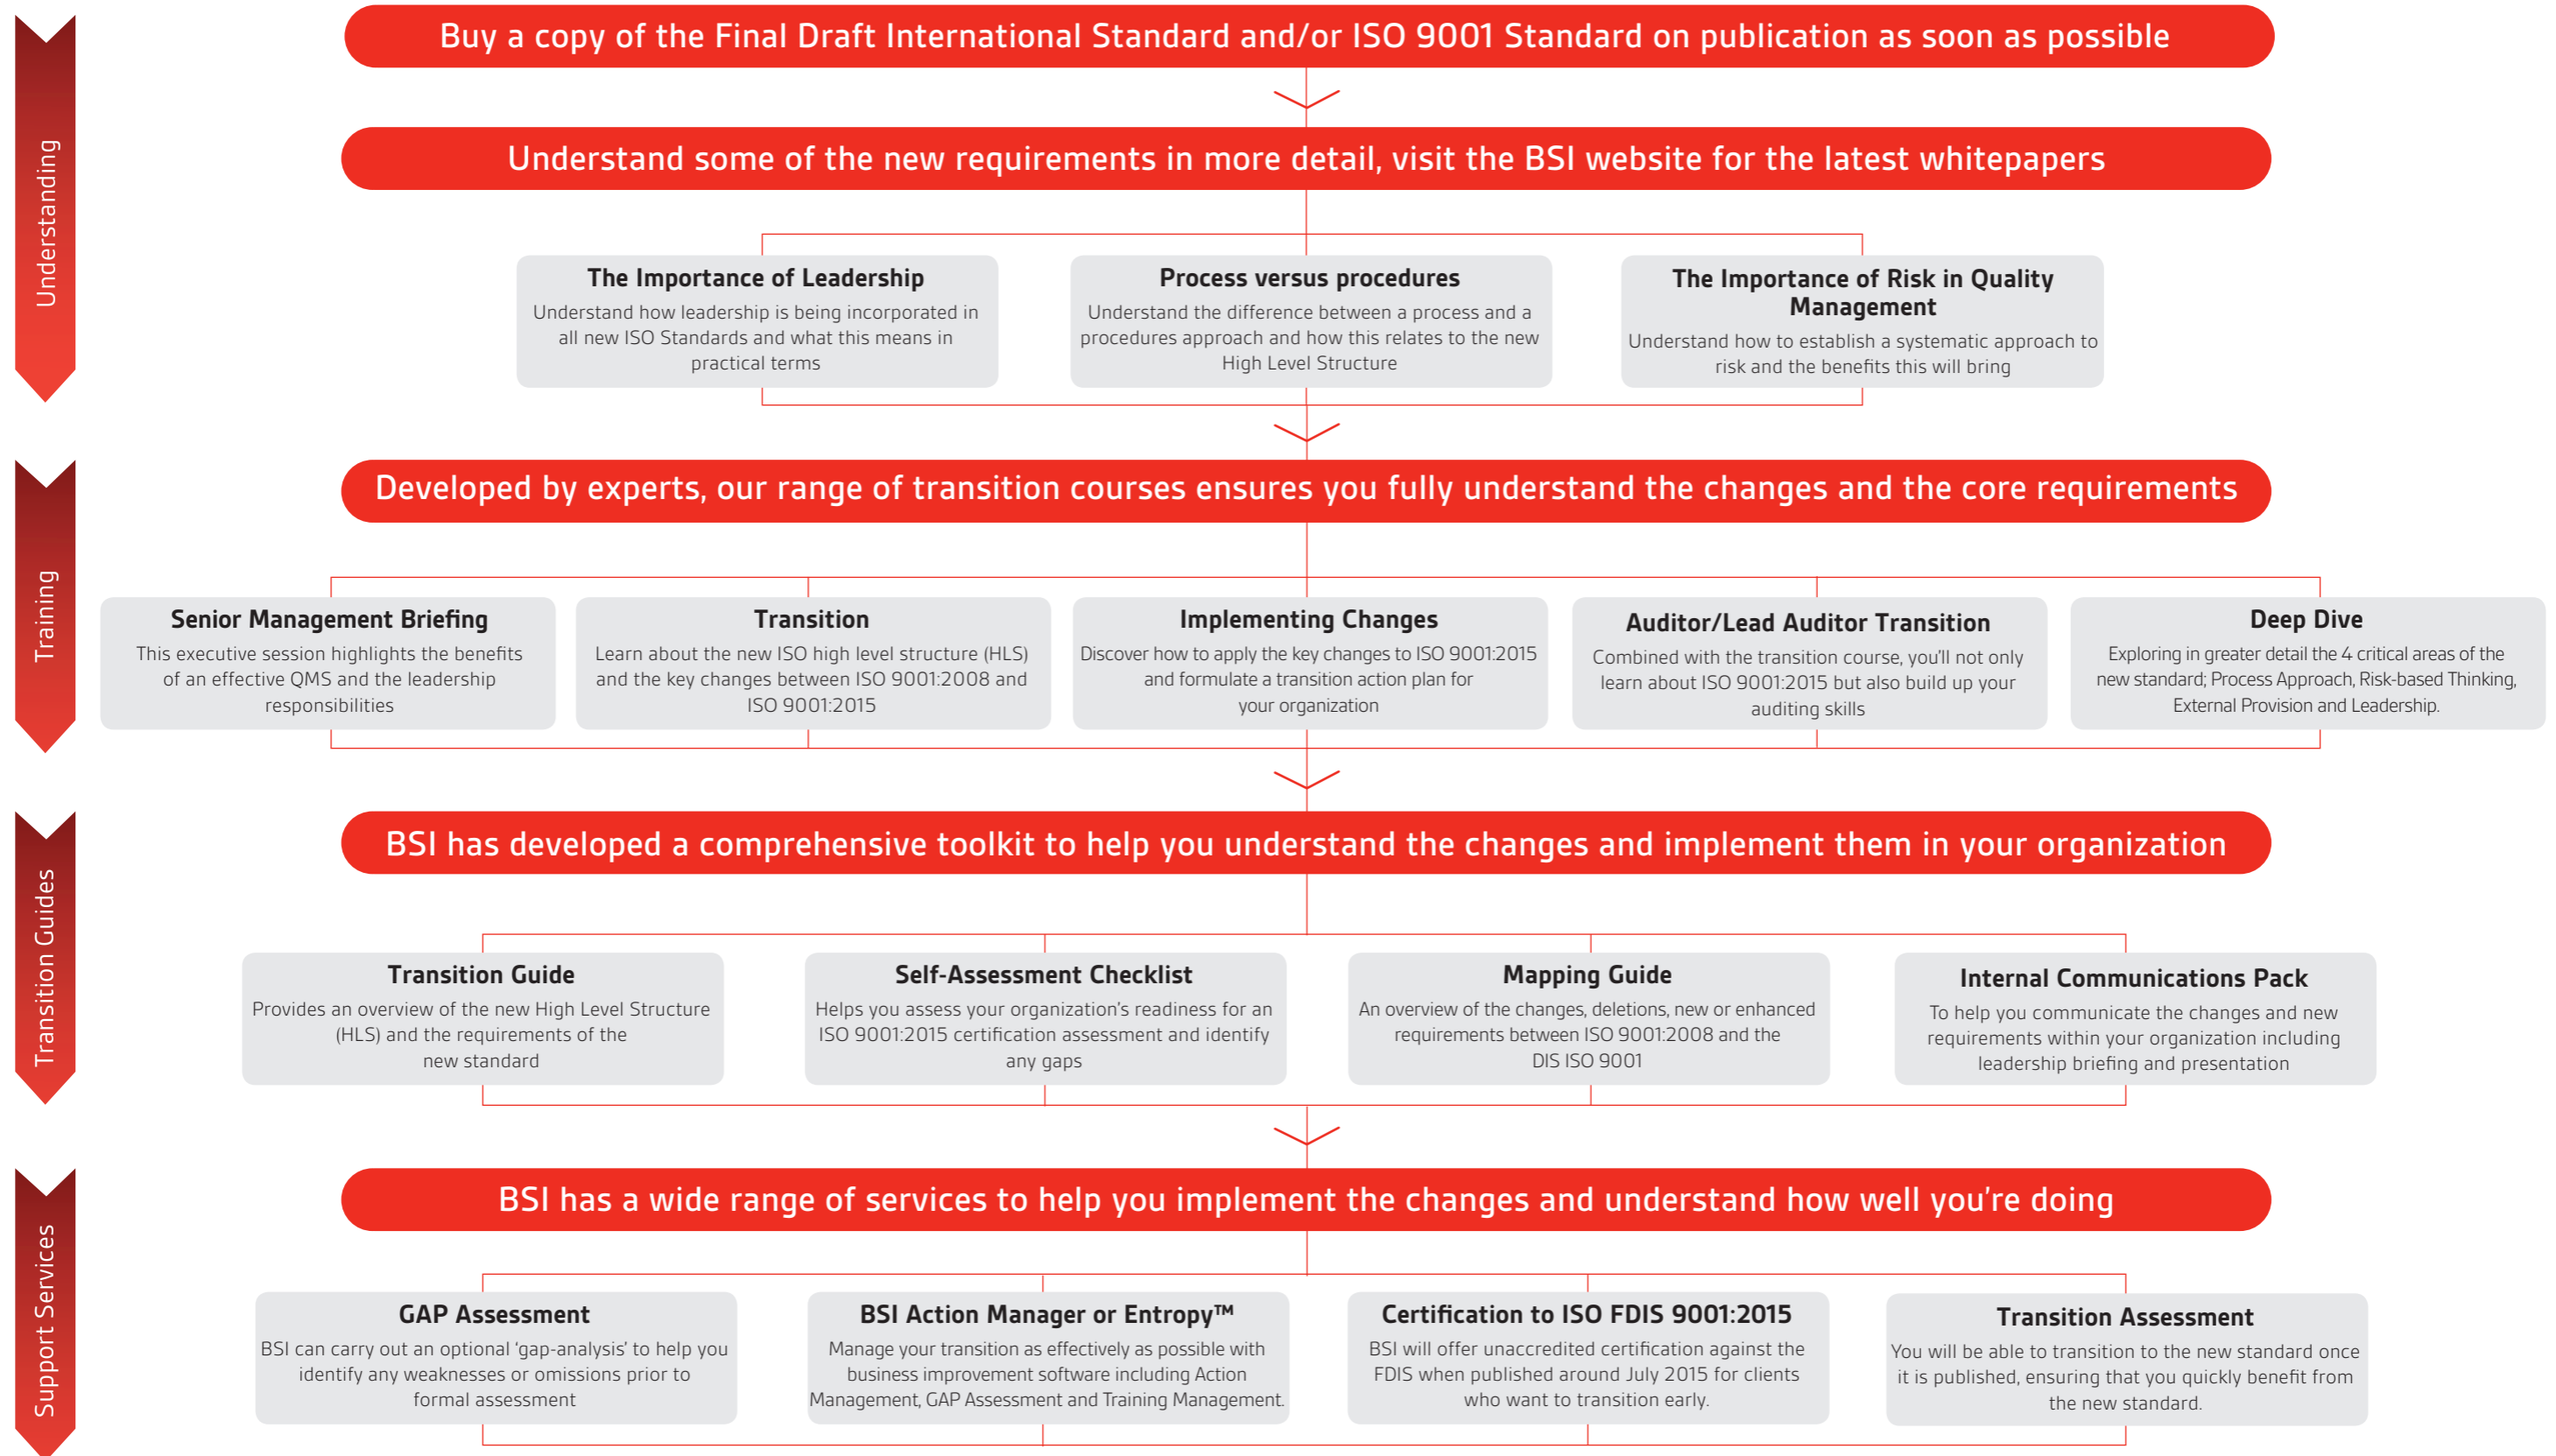 Understanding
Buy a copy of the Final Draft International Standard and/or ISO 9001 Standard on publication as soon as possible
Understand some of the new requirements in more detail, visit the BSI website for the latest whitepapers
The Importance of Leadership
Understand how leadership is being incorporated in
all new ISO Standards and what this means in
practical terms
Process versus procedures
Understand the difference between a process and a
procedures approach and how this relates to the new
High Level Structure
The Importance of Risk in Quality
Management
Understand how to establish a systematic approach to
risk and the benefits this will bring
Training
Developed by experts, our range of transition courses ensures you fully understand the changes and the core requirements
Senior Management Briefing
This executive session highlights the benefits
of an effective QMS and the leadership
responsibilities
Transition
Learn about the new ISO high level structure (HLS)
and the key changes between ISO 9001:2008 and
ISO 9001:2015
Implementing Changes
Discover how to apply the key changes to ISO 9001:2015
and formulate a transition action plan for
your organization
Auditor/Lead Auditor Transition
Combined with the transition course, you'll not only
learn about ISO 9001:2015 but also build up your
auditing skills
Deep Dive
Exploring in greater detail the 4 critical areas of the
new standard; Process Approach, Risk-based Thinking,
External Provision and Leadership.
Transition Guides
BSI has developed a comprehensive toolkit to help you understand the changes and implement them in your organization
Transition Guide
Provides an overview of the new High Level Structure
(HLS) and the requirements of the
new standard
Self-Assessment Checklist
Helps you assess your organization's readiness for an
ISO 9001:2015 certification assessment and identify
any gaps
Mapping Guide
An overview of the changes, deletions, new or enhanced
requirements between ISO 9001:2008 and the
DIS ISO 9001
Internal Communications Pack
To help you communicate the changes and new
requirements within your organization including
leadership briefing and presentation
Support Services
BSI has a wide range of services to help you implement the changes and understand how well you're doing
GAP Assessment
BSI can carry out an optional 'gap-analysis' to help you
identify any weaknesses or omissions prior to
formal assessment
BSI Action Manager or Entropy™
Manage your transition as effectively as possible with
business improvement software including Action
Management, GAP Assessment and Training Management.
Certification to ISO FDIS 9001:2015
BSI will offer unaccredited certification against the
FDIS when published around July 2015 for clients
who want to transition early.
Transition Assessment
You will be able to transition to the new standard once
it is published, ensuring that you quickly benefit from
the new standard.